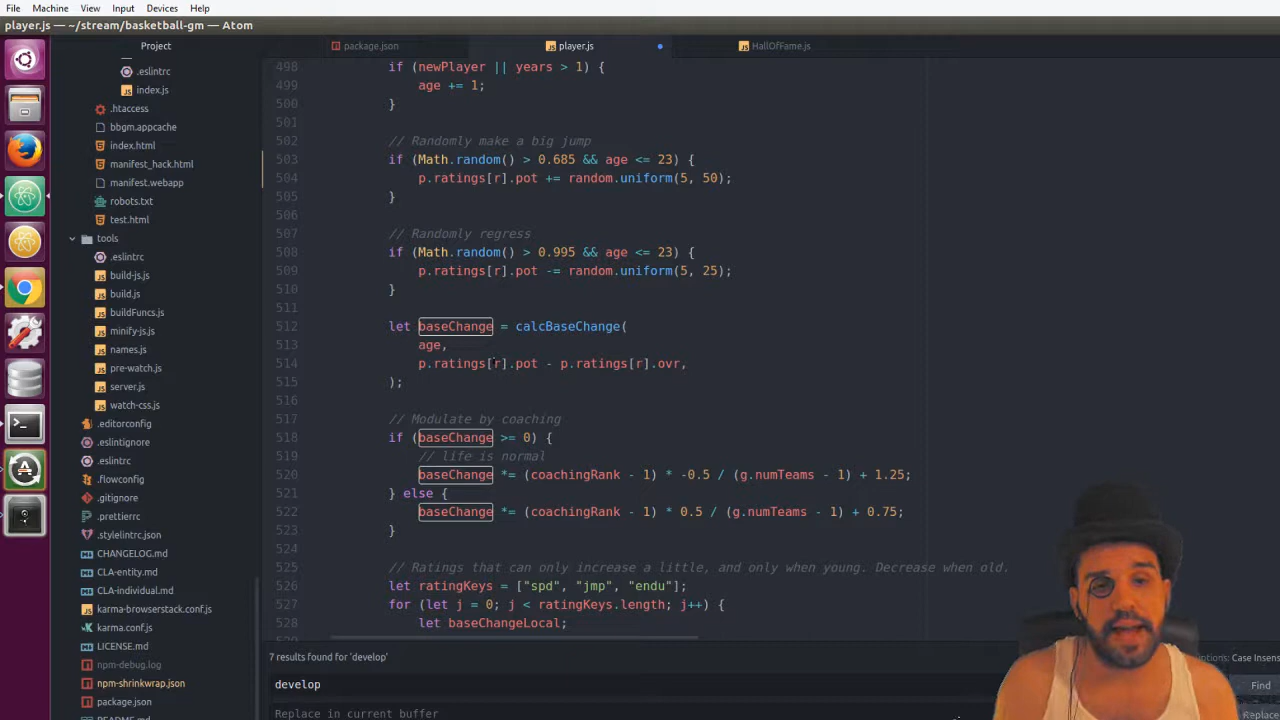 File View Input Devices Help
player.js — ~/stream/basketball-gm — Atom
Project
package.json
player.js
HallOfFame.js
.eslintrc
index.js
.htaccess
bbgm.appcache
index.html
manifest_hack.html
manifest.webapp
robots.txt
test.html
tools
.eslintrc
build-js.js
build.js
buildFuncs.js
minify-js.js
names.js
pre-watch.js
server.js
watch-css.js
.editorconfig
.eslintignore
.eslintrc
.flowconfig
.gitignore
.prettierrc
.stylelintrc.json
CHANGELOG.md
CLA-entity.md
CLA-individual.md
karma-browserstack.conf.js
karma.conf.js
LICENSE.md
npm-debug.log
npm-shrinkwrap.json
package.json
README.md
498 if (newPlayer || years > 1) {
499 age += 1;
500 }
501
502 // Randomly make a big jump
503 if (Math.random() > 0.685 && age <= 23) {
504 p.ratings[r].pot += random.uniform(5, 50);
505 }
506
507 // Randomly regress
508 if (Math.random() > 0.995 && age <= 23) {
509 p.ratings[r].pot -= random.uniform(5, 25);
510 }
511
512 let baseChange = calcBaseChange(
513 age,
514 p.ratings[r].pot - p.ratings[r].ovr,
515 );
516
517 // Modulate by coaching
518 if (baseChange >= 0) {
519 // life is normal
520 baseChange *= (coachingRank - 1) * -0.5 / (g.numTeams - 1) + 1.25;
521 } else {
522 baseChange *= (coachingRank - 1) * 0.5 / (g.numTeams - 1) + 0.75;
523 }
524
525 // Ratings that can only increase a little, and only when young. Decrease when old.
526 let ratingKeys = ["spd", "jmp", "endu"];
527 for (let j = 0; j < ratingKeys.length; j++) {
528 let baseChangeLocal;
7 results found for 'develop'
Case Insens
develop
Find
Replace in current buffer
Replace